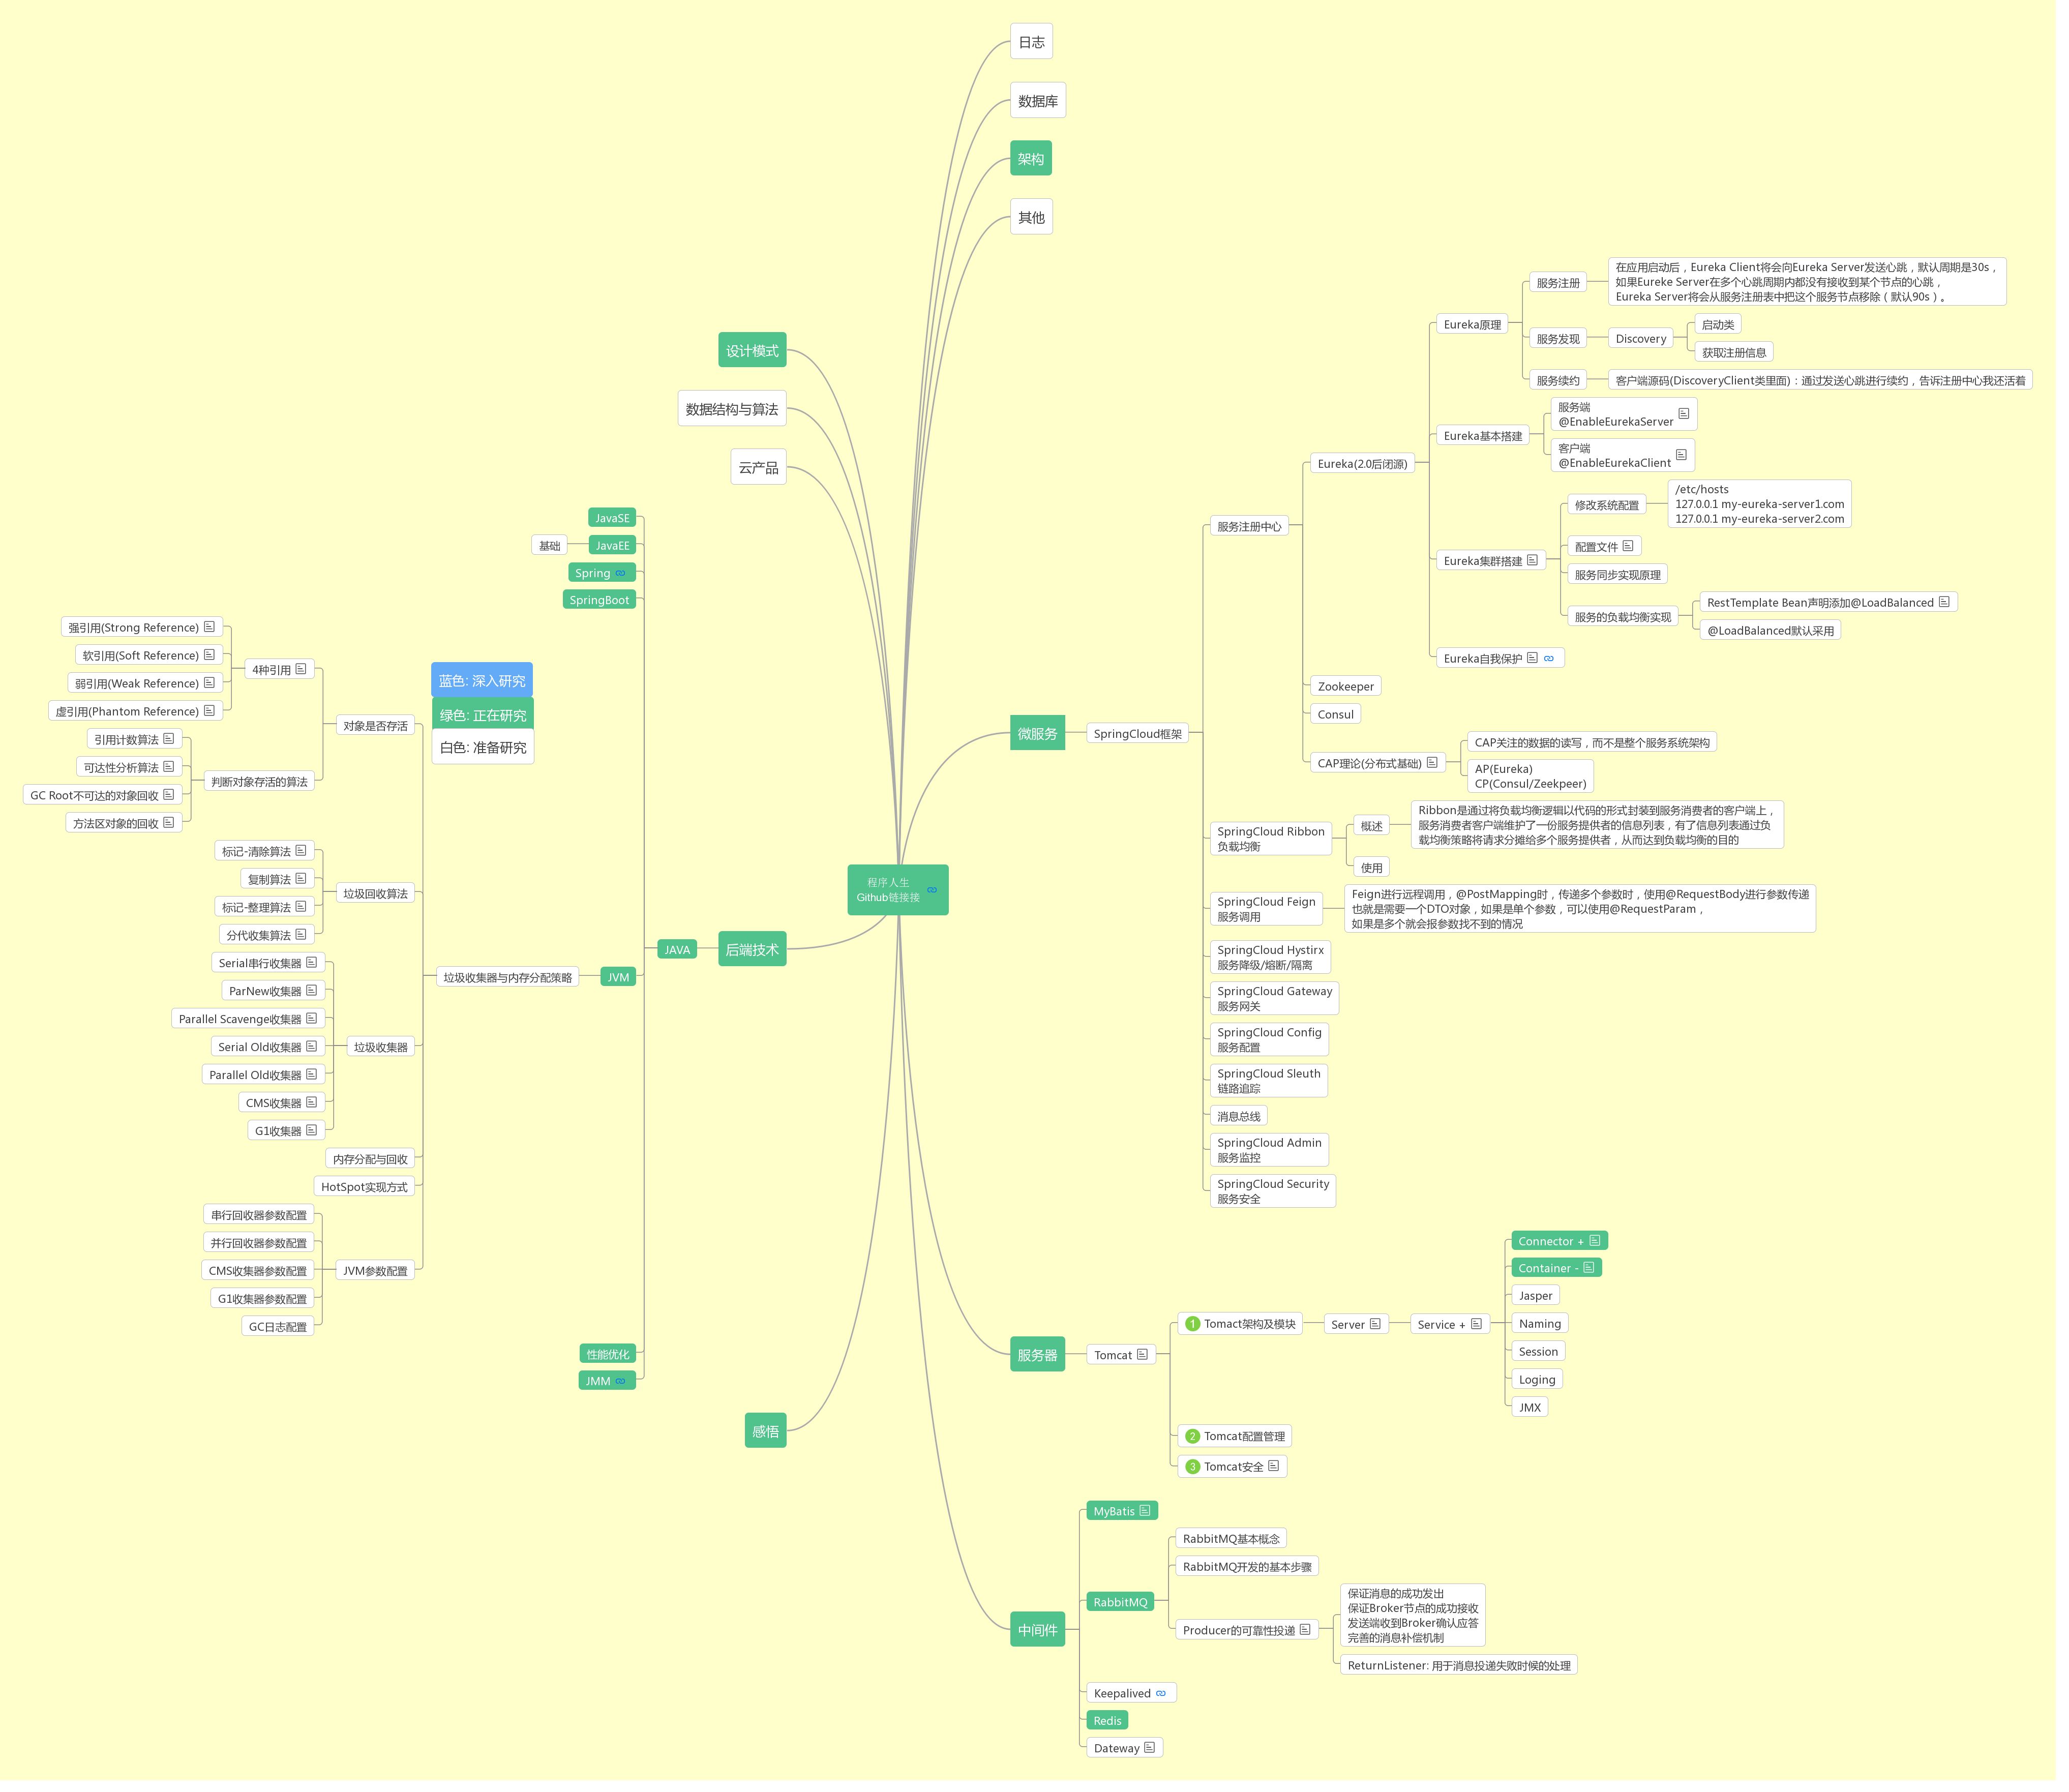 日志
数据库
架构
其他
设计模式
数据结构与算法
云产品
程序人生
Github链接接
蓝色: 深入研究
绿色: 正在研究
白色: 准备研究
后端技术
JAVA
JavaSE
JavaEE
基础
Spring
SpringBoot
JVM
垃圾收集器与内存分配策略
对象是否存活
4种引用
强引用(Strong Reference)
软引用(Soft Reference)
弱引用(Weak Reference)
虚引用(Phantom Reference)
判断对象存活的算法
引用计数算法
可达性分析算法
GC Root不可达的对象回收
方法区对象的回收
垃圾回收算法
标记-清除算法
复制算法
标记-整理算法
分代收集算法
垃圾收集器
Serial串行收集器
ParNew收集器
Parallel Scavenge收集器
Serial Old收集器
Parallel Old收集器
CMS收集器
G1收集器
内存分配与回收
HotSpot实现方式
JVM参数配置
串行回收器参数配置
并行回收器参数配置
CMS收集器参数配置
G1收集器参数配置
GC日志配置
性能优化
JMM
感悟
微服务
SpringCloud框架
服务注册中心
Eureka(2.0后闭源)
Eureka原理
服务注册
在应用启动后，Eureka Client将会向Eureka Server发送心跳，默认周期是30s，
如果Eureke Server在多个心跳周期内都没有接收到某个节点的心跳，
Eureka Server将会从服务注册表中把这个服务节点移除（默认90s）。
服务发现
Discovery
启动类
获取注册信息
服务续约
客户端源码(DiscoveryClient类里面)：通过发送心跳进行续约，告诉注册中心我还活着
Eureka基本搭建
服务端
@EnableEurekaServer
客户端
@EnableEurekaClient
Eureka集群搭建
修改系统配置
/etc/hosts
127.0.0.1 my-eureka-server1.com
127.0.0.1 my-eureka-server2.com
配置文件
服务同步实现原理
服务的负载均衡实现
RestTemplate Bean声明添加@LoadBalanced
@LoadBalanced默认采用
Eureka自我保护
Zookeeper
Consul
CAP理论(分布式基础)
CAP关注的数据的读写，而不是整个服务系统架构
AP(Eureka)
CP(Consul/Zeekpeer)
SpringCloud Ribbon
负载均衡
概述
Ribbon是通过将负载均衡逻辑以代码的形式封装到服务消费者的客户端上，
服务消费者客户端维护了一份服务提供者的信息列表，有了信息列表通过负
载均衡策略将请求分摊给多个服务提供者，从而达到负载均衡的目的
使用
SpringCloud Feign
服务调用
Feign进行远程调用，@PostMapping时，传递多个参数时，使用@RequestBody进行参数传递
也就是需要一个DTO对象，如果是单个参数，可以使用@RequestParam，
如果是多个就会报参数找不到的情况
SpringCloud Hystirx
服务降级/熔断/隔离
SpringCloud Gateway
服务网关
SpringCloud Config
服务配置
SpringCloud Sleuth
链路追踪
消息总线
SpringCloud Admin
服务监控
SpringCloud Security
服务安全
服务器
Tomcat
1 Tomact架构及模块
Server
Service +
Connector +
Container -
Jasper
Naming
Session
Loging
JMX
2 Tomcat配置管理
3 Tomcat安全
中间件
MyBatis
RabbitMQ
RabbitMQ基本概念
RabbitMQ开发的基本步骤
Producer的可靠性投递
保证消息的成功发出
保证Broker节点的成功接收
发送端收到Broker确认应答
完善的消息补偿机制
ReturnListener: 用于消息投递失败时候的处理
Keepalived
Redis
Dateway